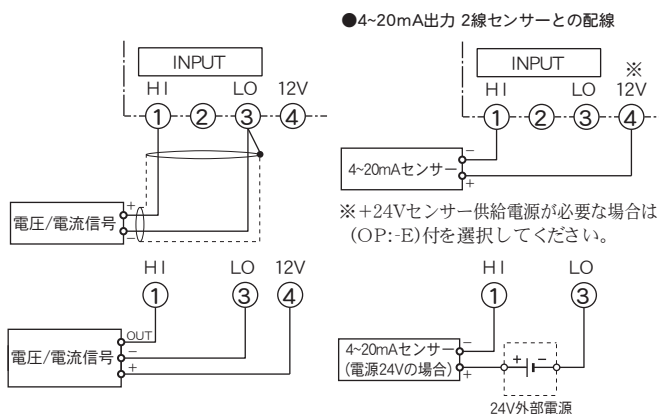 INPUT
HI LO 12V
① ② ③ ④
+
電圧/電流信号
−
HI LO 12V
① ③ ④
OUT
電圧/電流信号
−
+
●4~20mA出力 2線センサーとの配線
INPUT
※
HI LO 12V
① ② ③ ④
−
4~20mAセンサー
+
※+24Vセンサー供給電源が必要な場合は
(OP:-E)付を選択してください。
HI LO
① ③
−
4~20mAセンサー
(電源24Vの場合)
+
+ −
24V外部電源